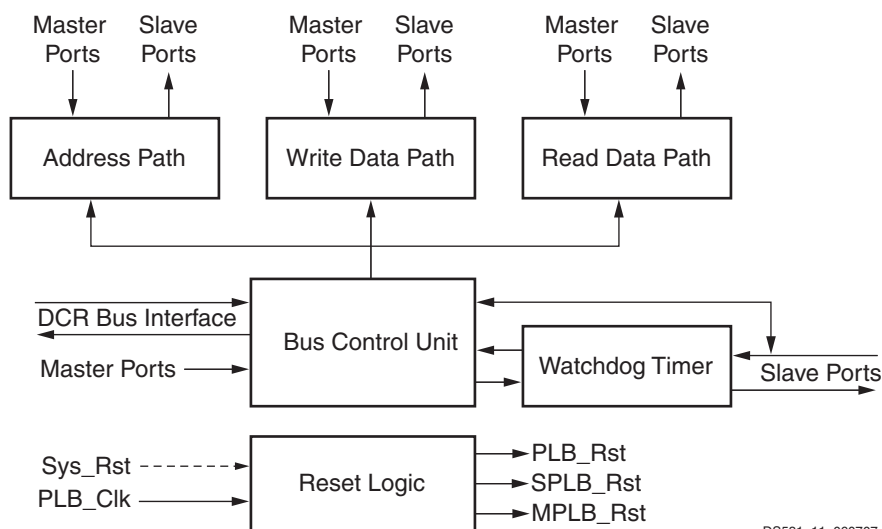 Master Ports
Slave Ports
Master Ports
Slave Ports
Master Ports
Slave Ports
Address Path
Write Data Path
Read Data Path
DCR Bus Interface
Bus Control Unit
Master Ports
Watchdog Timer
Slave Ports
Sys_Rst
PLB_Clk
Reset Logic
PLB_Rst
SPLB_Rst
MPLB_Rst